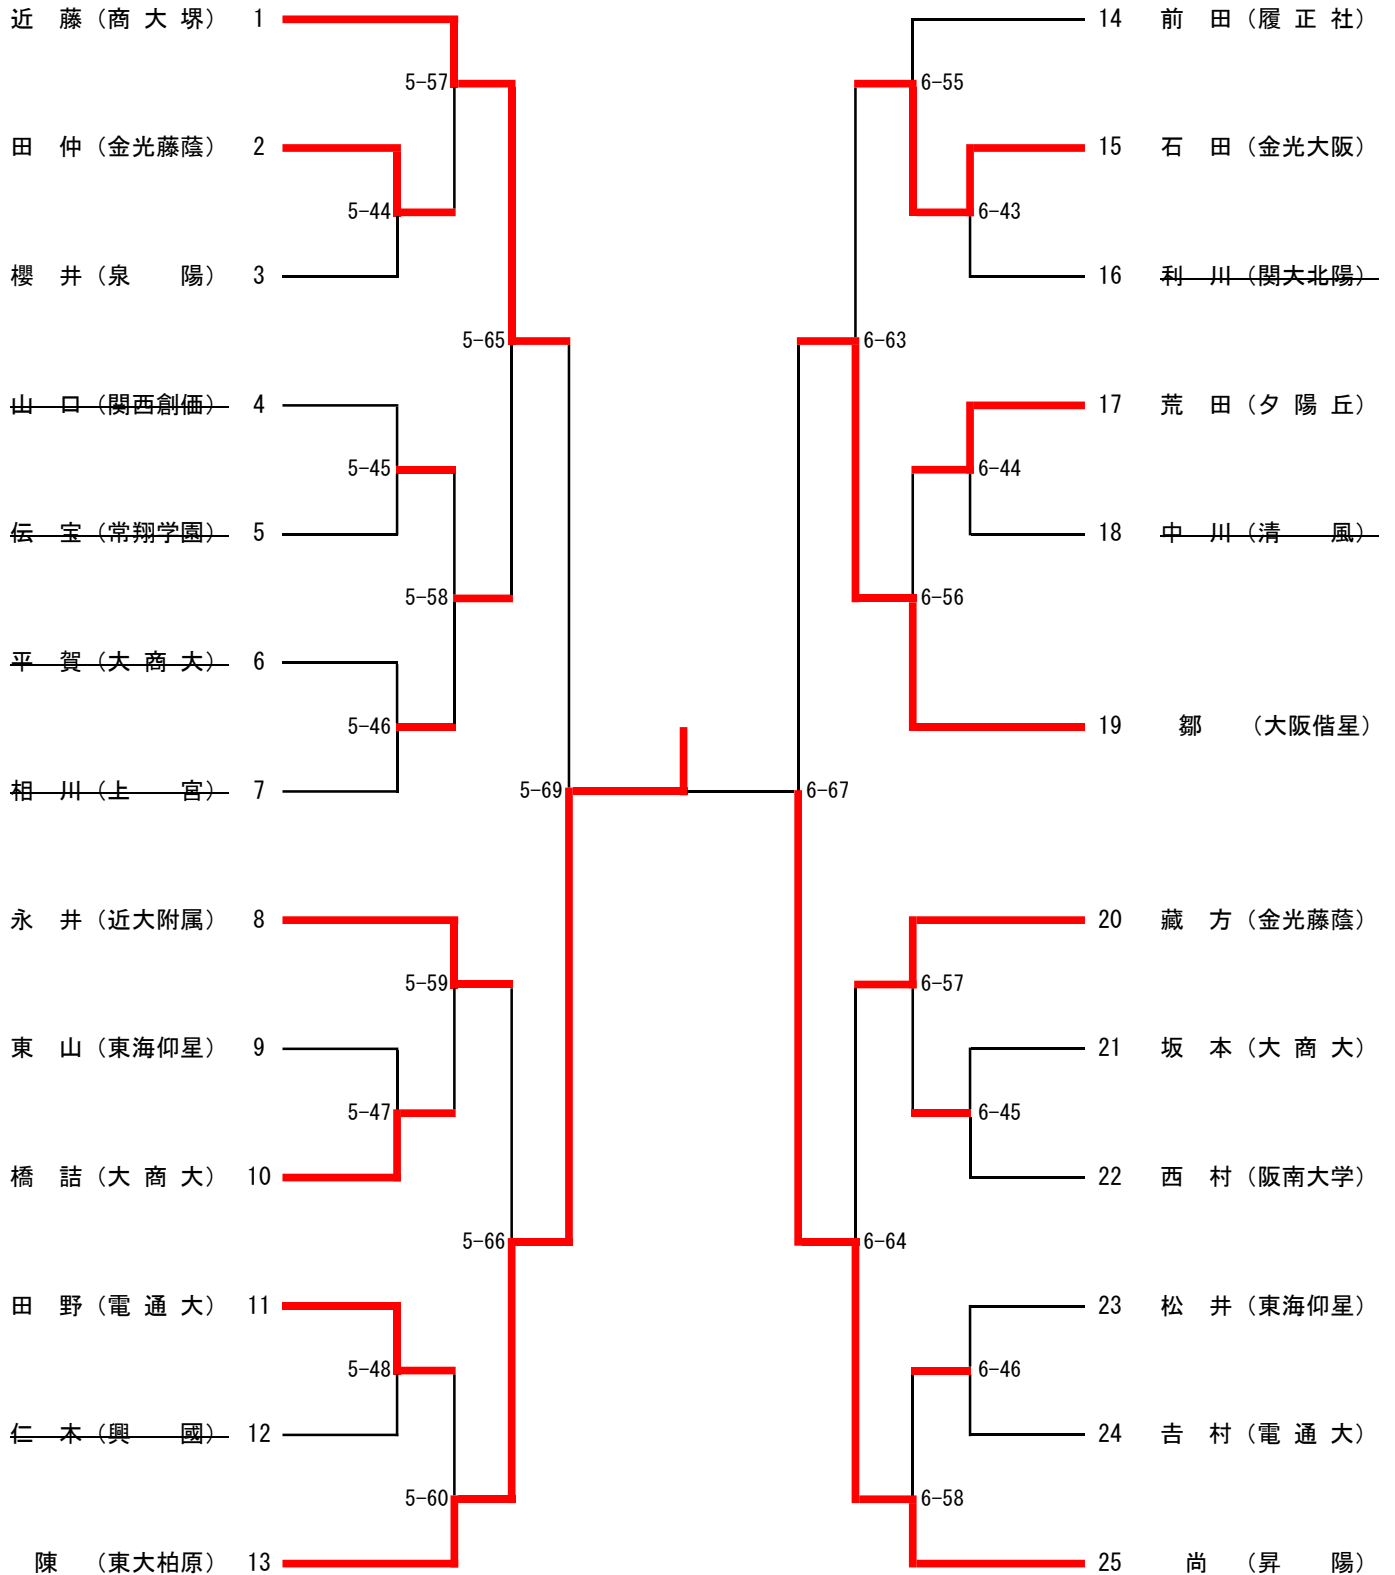 近　藤（商 大 堺） 1
5-57
田　仲（金光藤蔭） 2
5-44
櫻　井（泉　　陽） 3
5-65
山　口（関西創価） 4
5-45
伝　宝（常翔学園） 5
5-58
平　賀（大 商 大） 6
5-46
相　川（上　　宮） 7
5-69
永　井（近大附属） 8
5-59
東　山（東海仰星） 9
5-47
橋　詰（大 商 大） 10
5-66
田　野（電 通 大） 11
5-48
仁　木（興　　國） 12
5-60
陳　（東大柏原） 13
14 前　田（履 正 社）
6-55
15 石　田（金光大阪）
6-43
16 利　川（関大北陽）
6-63
17 荒　田（夕 陽 丘）
6-44
18 中　川（清　　風）
6-56
19 鄒　（大阪偕星）
6-67
20 藏　方（金光藤蔭）
6-57
21 坂　本（大 商 大）
6-45
22 西　村（阪南大学）
6-64
23 松　井（東海仰星）
6-46
24 𠮷　村（電 通 大）
6-58
25 尚　（昇　　陽）